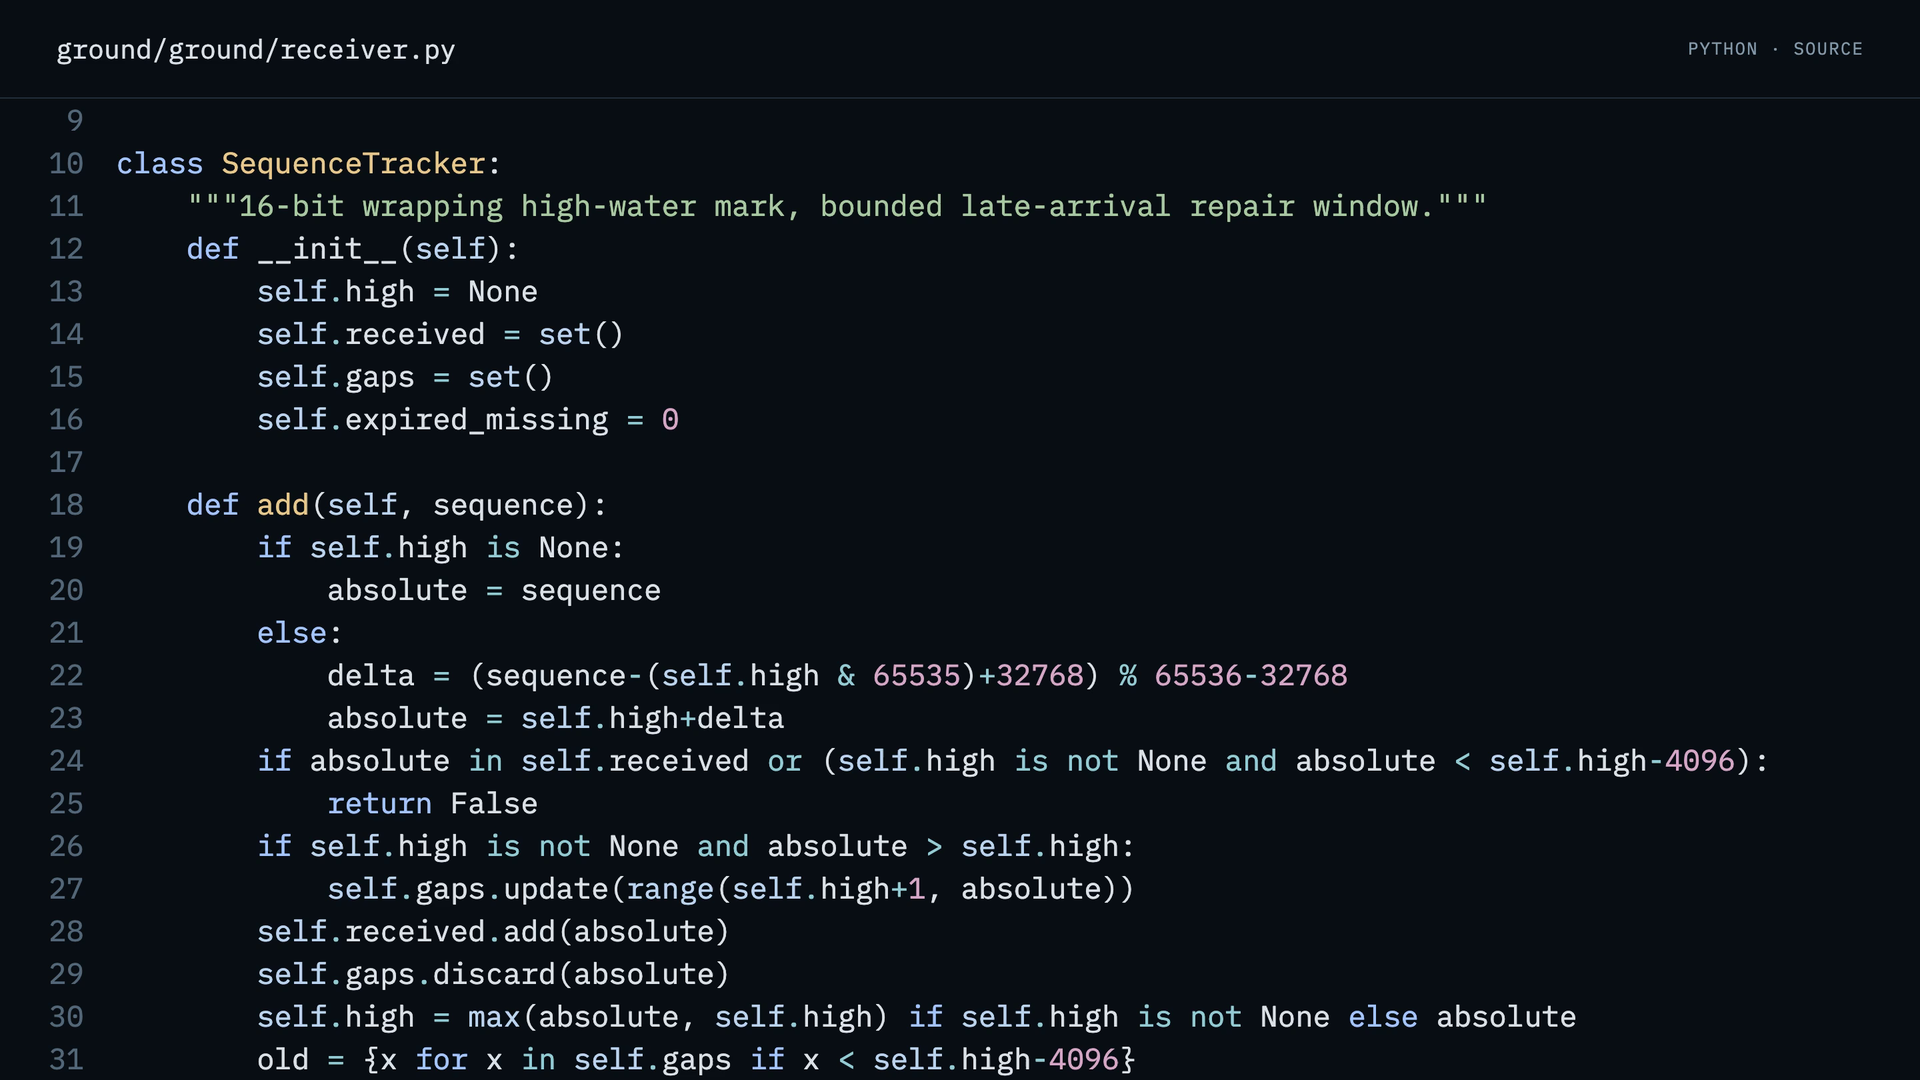 ground/ground/receiver.py
PYTHON · SOURCE
9
10 class SequenceTracker:
11     """16-bit wrapping high-water mark, bounded late-arrival repair window."""
12     def __init__(self):
13         self.high = None
14         self.received = set()
15         self.gaps = set()
16         self.expired_missing = 0
17
18     def add(self, sequence):
19         if self.high is None:
20             absolute = sequence
21         else:
22             delta = (sequence-(self.high & 65535)+32768) % 65536-32768
23             absolute = self.high+delta
24         if absolute in self.received or (self.high is not None and absolute < self.high-4096):
25             return False
26         if self.high is not None and absolute > self.high:
27             self.gaps.update(range(self.high+1, absolute))
28         self.received.add(absolute)
29         self.gaps.discard(absolute)
30         self.high = max(absolute, self.high) if self.high is not None else absolute
31         old = {x for x in self.gaps if x < self.high-4096}